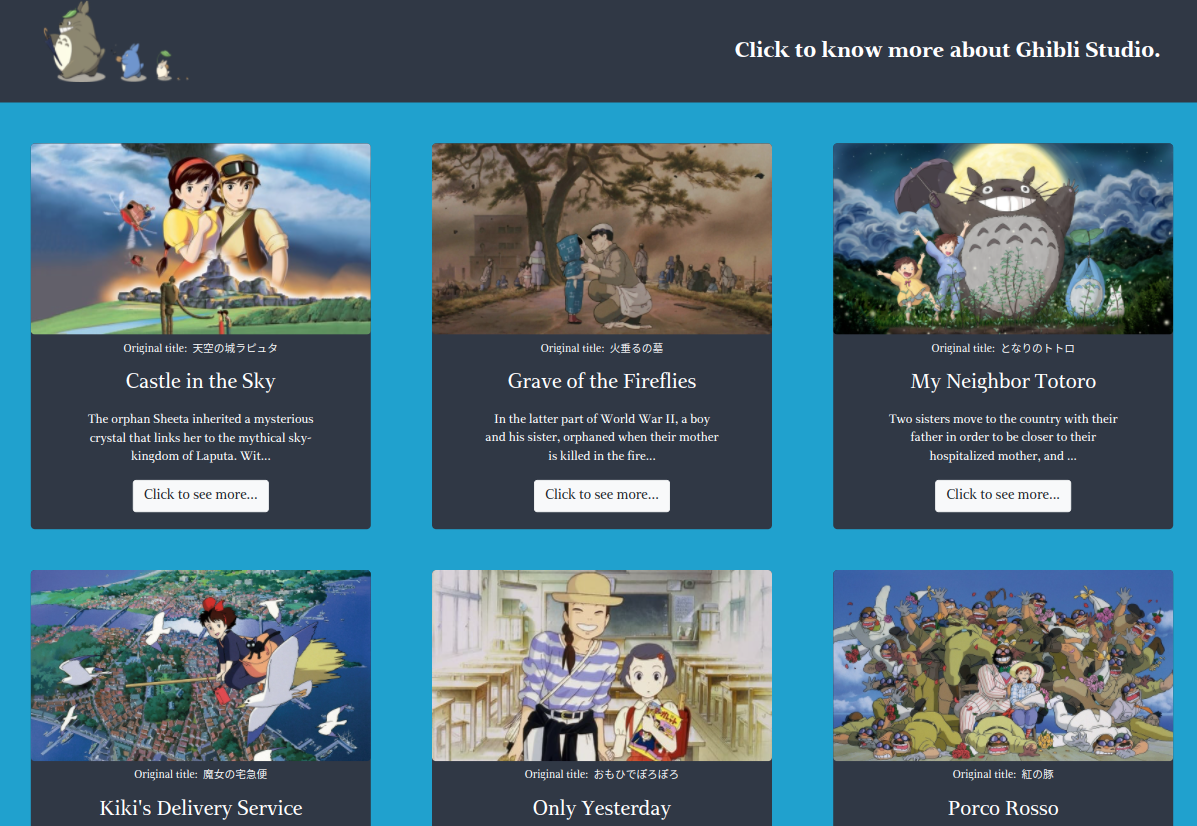 Click to know more about Ghibli Studio.
Original title: 天空の城ラピュタ
Castle in the Sky
The orphan Sheeta inherited a mysterious
crystal that links her to the mythical sky-
kingdom of Laputa. Wit...
Click to see more...
Original title: 火垂るの墓
Grave of the Fireflies
In the latter part of World War II, a boy
and his sister, orphaned when their mother
is killed in the fire...
Click to see more...
Original title: となりのトトロ
My Neighbor Totoro
Two sisters move to the country with their
father in order to be closer to their
hospitalized mother, and ...
Click to see more...
Original title: 魔女の宅急便
Kiki's Delivery Service
Original title: おもひでぽろぽろ
Only Yesterday
Original title: 紅の豚
Porco Rosso